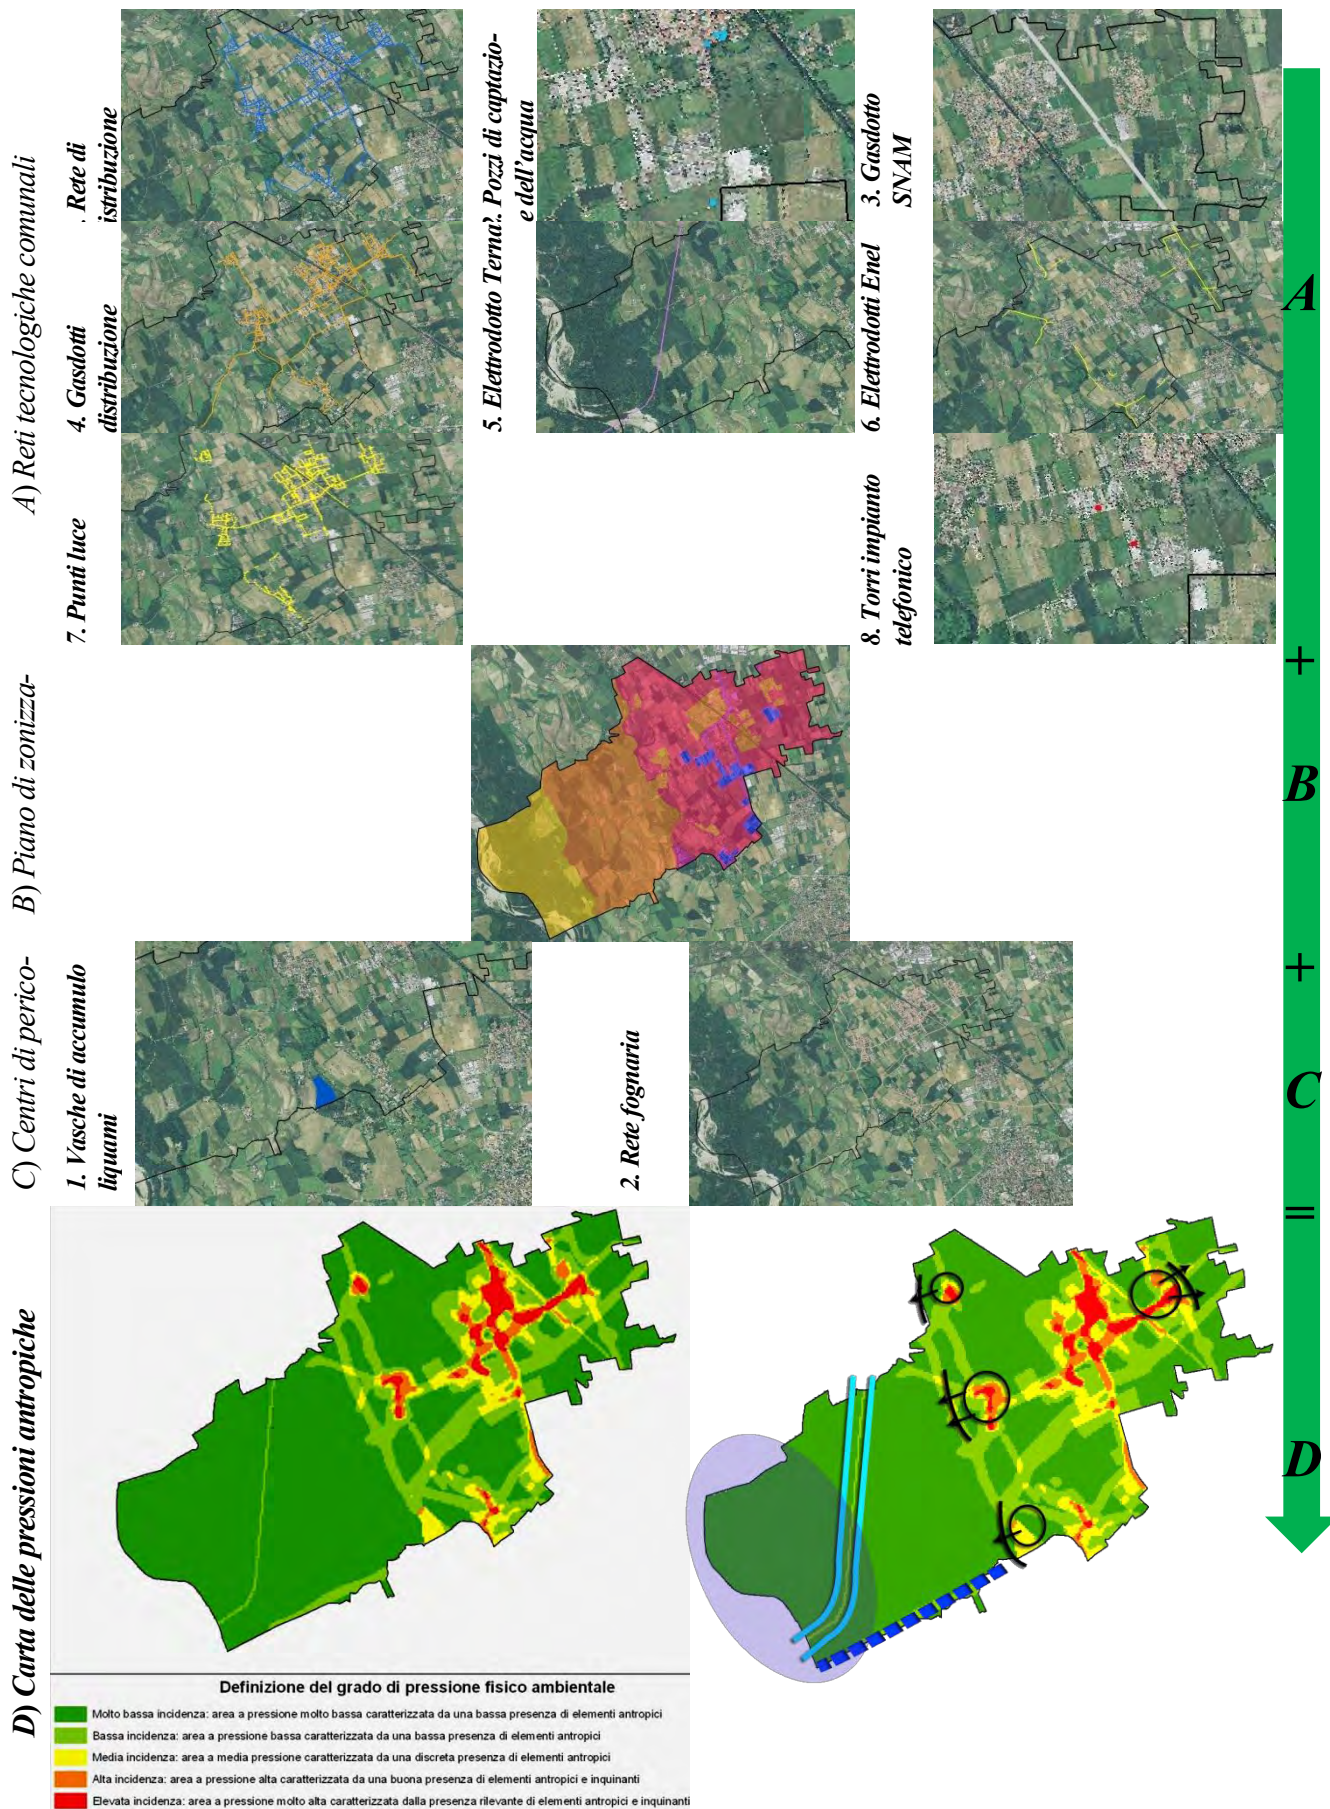 A) Reti tecnologiche comunali
. Rete di
istribuzione
?. Pozzi di captazio-
e dell'acqua
3. Gasdotto
SNAM
4. Gasdotti
distribuzione
5. Elettrodotto Terna
6. Elettrodotti Enel
7. Punti luce
8. Torri impianto
telefonico
A
+
B) Piano di zonizza-
B
+
C) Centri di perico-
1. Vasche di accumulo
liquami
2. Rete fognaria
C
=
D) Carta delle pressioni antropiche
D
Definizione del grado di pressione fisico ambientale
Molto bassa incidenza: area a pressione molto bassa caratterizzata da una bassa presenza di elementi antropici
Bassa incidenza: area a pressione bassa caratterizzata da una bassa presenza di elementi antropici
Media incidenza: area a media pressione caratterizzata da una discreta presenza di elementi antropici
Alta incidenza: area a pressione alta caratterizzata da una buona presenza di elementi antropici e inquinanti
Elevata incidenza: area a pressione molto alta caratterizzata dalla presenza rilevante di elementi antropici e inquinanti